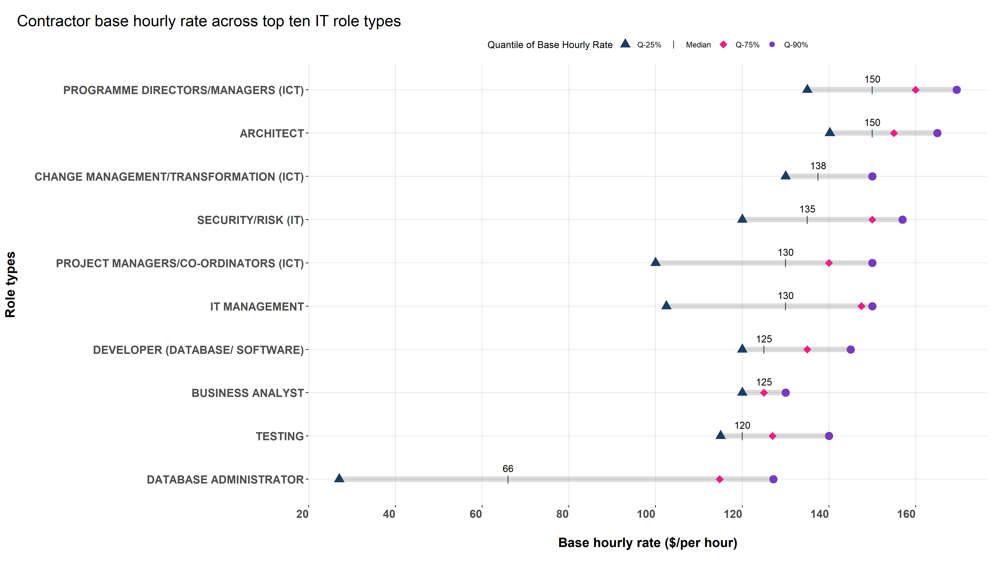 Contractor base hourly rate across top ten IT role types
Quantile of Base Hourly Rate Q-25% Median Q-75% Q-90%
150
PROGRAMME DIRECTORS/MANAGERS (ICT)
150
ARCHITECT
138
CHANGE MANAGEMENT/TRANSFORMATION (ICT)
135
SECURITY/RISK (IT)
130
PROJECT MANAGERS/CO-ORDINATORS (ICT)
130
IT MANAGEMENT
125
DEVELOPER (DATABASE/ SOFTWARE)
125
BUSINESS ANALYST
120
TESTING
66
DATABASE ADMINISTRATOR
Role types
20 40 60 80 100 120 140 160
Base hourly rate ($/per hour)